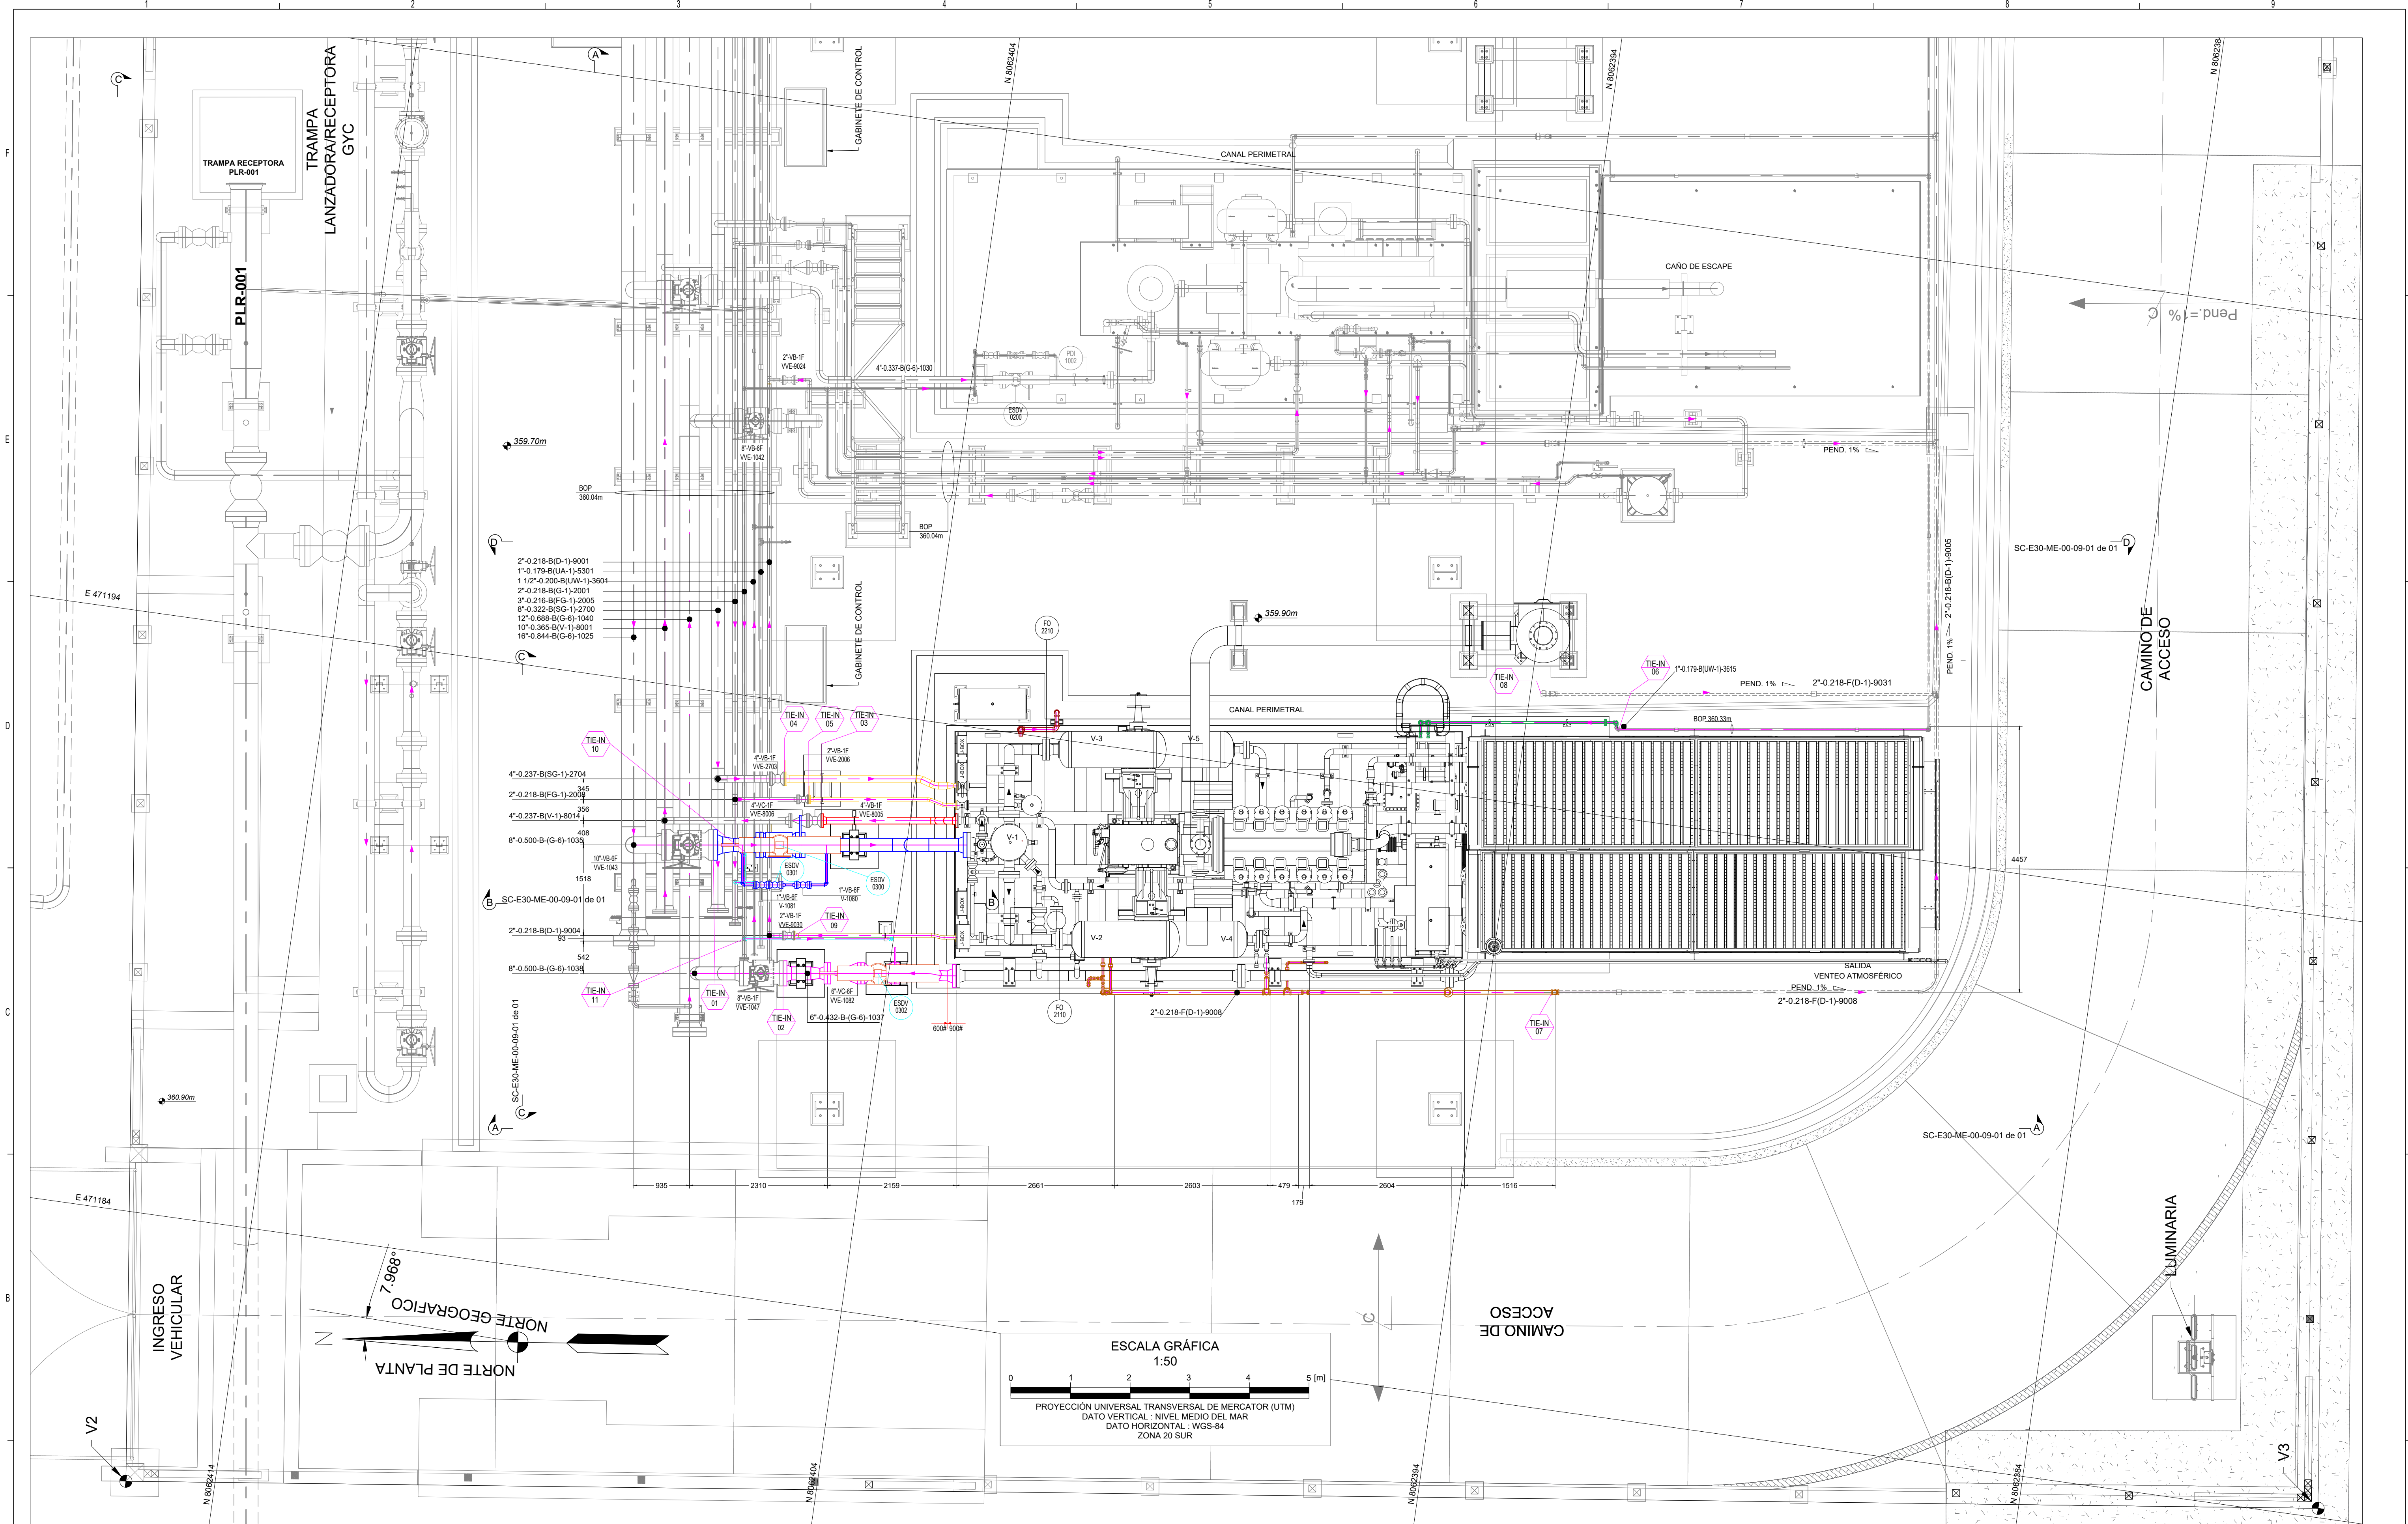 1
2
3
4
5
6
7
8
9
F
E
D
C
B
C
A
TRAMPA
LANZADORA/RECEPTORA
GYC
TRAMPA RECEPTORA
PLR-001
PLR-001
GABINETE DE CONTROL
N 8062404
N 8062394
N 8062384
CANAL PERIMETRAL
CAÑO DE ESCAPE
Pend.=1%
C
2"-VB-1F
VVE-9024
4"-0.337-B(G-6)-1030
PDI
1002
ESDV
0200
359.70m
8"-VB-6F
VVE-1042
PEND. 1%
BOP
360.04m
BOP
360.04m
D
SC-E30-ME-00-09-01 de 01
D
2"-0.218-B(D-1)-9001
1"-0.179-B(UA-1)-5301
1 1/2"-0.200-B(UW-1)-3601
2"-0.218-B(G-1)-2001
3"-0.216-B(FG-1)-2005
8"-0.322-B(SG-1)-2700
12"-0.688-B(G-6)-1040
10"-0.365-B(V-1)-8001
16"-0.844-B(G-6)-1025
PEND. 1%
2"-0.218-B(D-1)-9005
E 471194
GABINETE DE CONTROL
359.90m
FO
2210
CAMINO DE
ACCESO
C
TIE-IN
08
TIE-IN
06
1"-0.179-B(UW-1)-3615
PEND. 1%
2"-0.218-F(D-1)-9031
CANAL PERIMETRAL
BOP 360.33m
TIE-IN
04
TIE-IN
05
TIE-IN
03
TIE-IN
10
V-3
V-5
4"-VB-1F
VVE-2703
2"-VB-1F
VVE-2006
J-BOX
J-BOX
4"-0.237-B(SG-1)-2704
345
2"-0.218-B(FG-1)-2008
356
4"-VC-1F
VVE-8006
4"-VB-1F
VVE-8005
4"-0.237-B(V-1)-8014
408
8"-0.500-B-(G-6)-1035
V-1
10"-VB-6F
VVE-1043
ESDV
0301
ESDV
0300
4457
1518
1"-VB-6F
V-1081
1"-VB-6F
V-1080
B
SC-E30-ME-00-09-01 de 01
B
J-BOX
2"-VB-1F
VVE-9030
TIE-IN
09
2"-0.218-B(D-1)-9004
93
J-BOX
V-2
V-4
542
8"-0.500-B-(G-6)-1038
SALIDA
VENTEO ATMOSFÉRICO
TIE-IN
11
TIE-IN
01
8"-VB-1F
VVE-1047
6"-VC-6F
VVE-1082
ESDV
0302
PEND. 1%
2"-0.218-F(D-1)-9008
TIE-IN
02
6"-0.432-B-(G-6)-1037
600#
900#
FO
2110
2"-0.218-F(D-1)-9008
TIE-IN
07
SC-E30-ME-00-09-01 de 01
C
360.90m
A
SC-E30-ME-00-09-01 de 01
A
935
2310
2159
2661
2603
479
179
2604
1516
E 471184
INGRESO
VEHICULAR
7.968°
NORTE GEOGRAFICO
N
NORTE DE PLANTA
C
CAMINO DE
ACCESO
LUMINARIA
ESCALA GRÁFICA
1:50
0
1
2
3
4
5 [m]
PROYECCIÓN UNIVERSAL TRANSVERSAL DE MERCATOR (UTM)
DATO VERTICAL : NIVEL MEDIO DEL MAR
DATO HORIZONTAL : WGS-84
ZONA 20 SUR
V2
V3
N 8062414
N 8062404
N 8062394
N 8062384